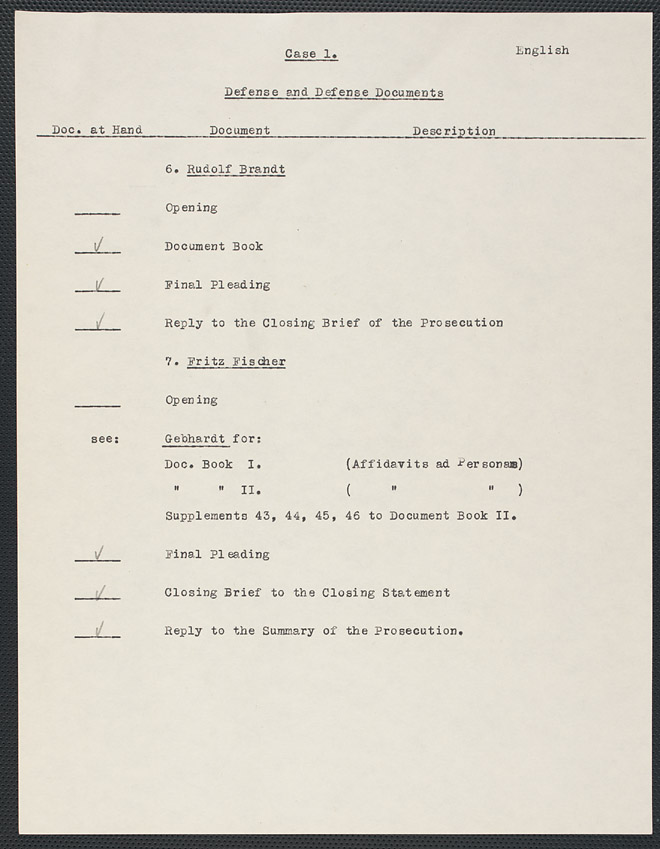 Case 1.
English
Defense and Defense Documents
Doc. at Hand Document Description
6. Rudolf Brandt
Opening
✓ Document Book
✓ Final Pleading
✓ Reply to the Closing Brief of the Prosecution
7. Fritz Fischer
Opening
see: Gebhardt for:
Doc. Book I. (Affidavits ad Personam)
" " II. ( " " )
Supplements 43, 44, 45, 46 to Document Book II.
✓ Final Pleading
✓ Closing Brief to the Closing Statement
✓ Reply to the Summary of the Prosecution.